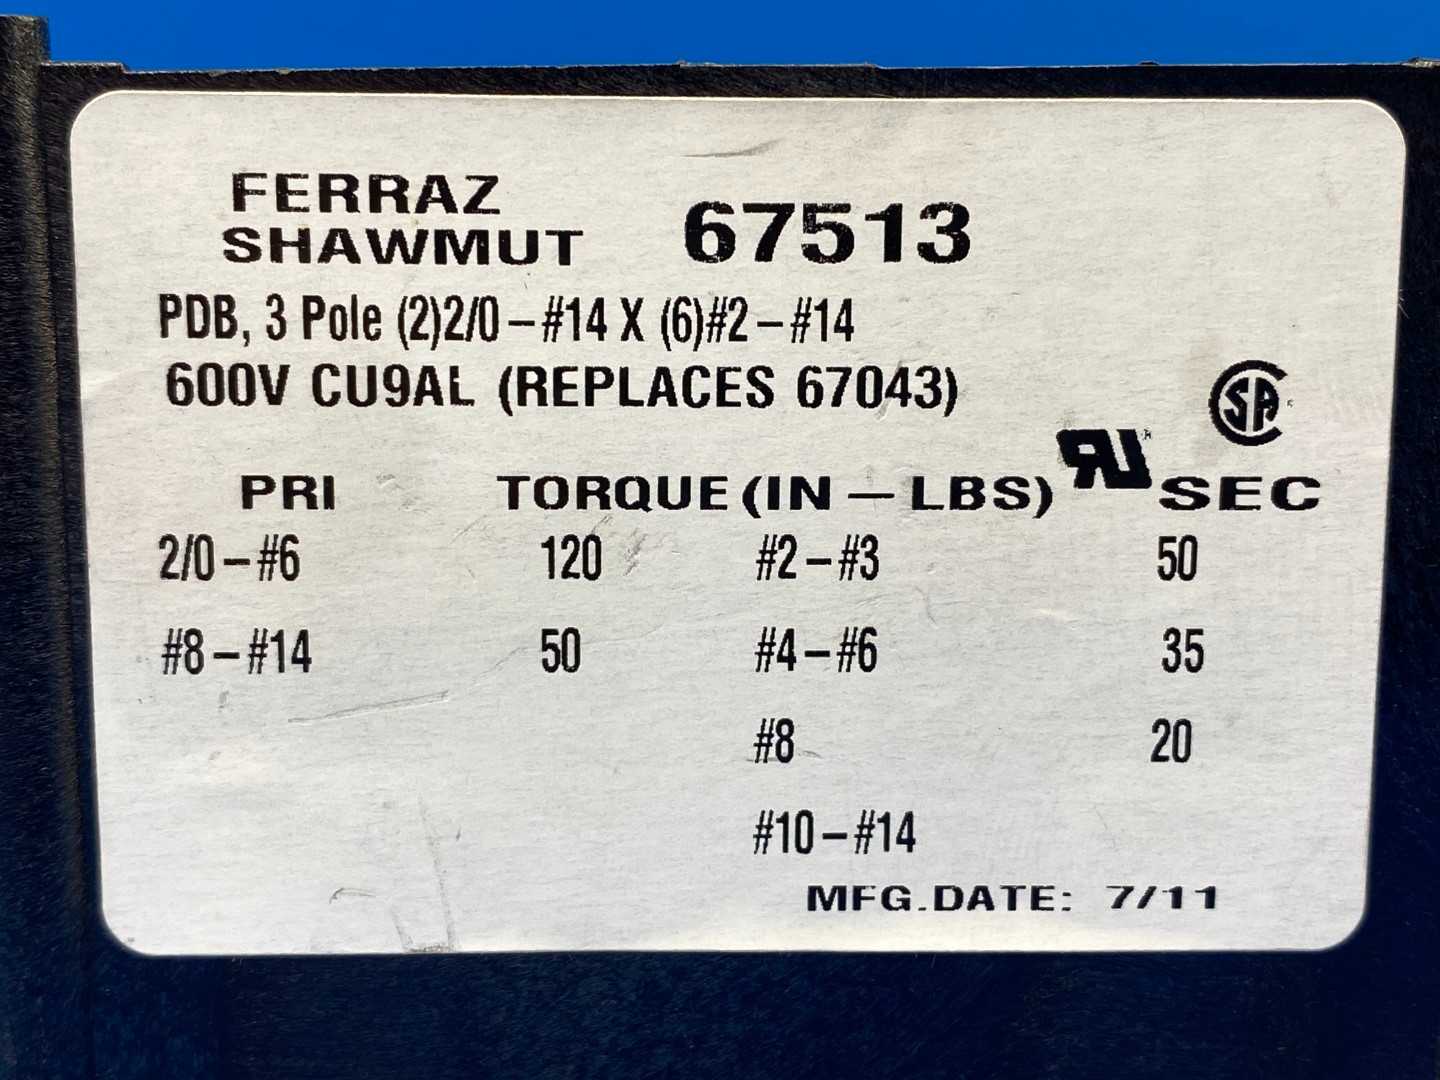 FERRAZ
SHAWMUT 67513
PDB, 3 Pole (2)2/0–#14 X (6)#2–#14
600V CU9AL (REPLACES 67043)
SA
RU
PRI TORQUE (IN — LBS) SEC
2/0–#6 120 #2–#3 50
#8–#14 50 #4–#6 35
#8 20
#10–#14
MFG.DATE: 7/11